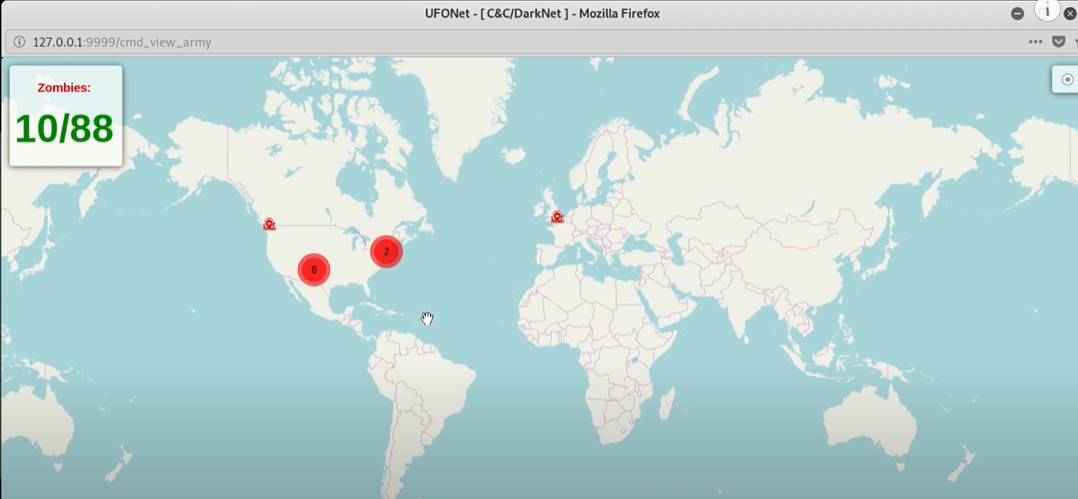 UFONet - [ C&C/DarkNet ] - Mozilla Firefox
127.0.0.1:9999/cmd_view_army
Zombies:
10/88
2
6